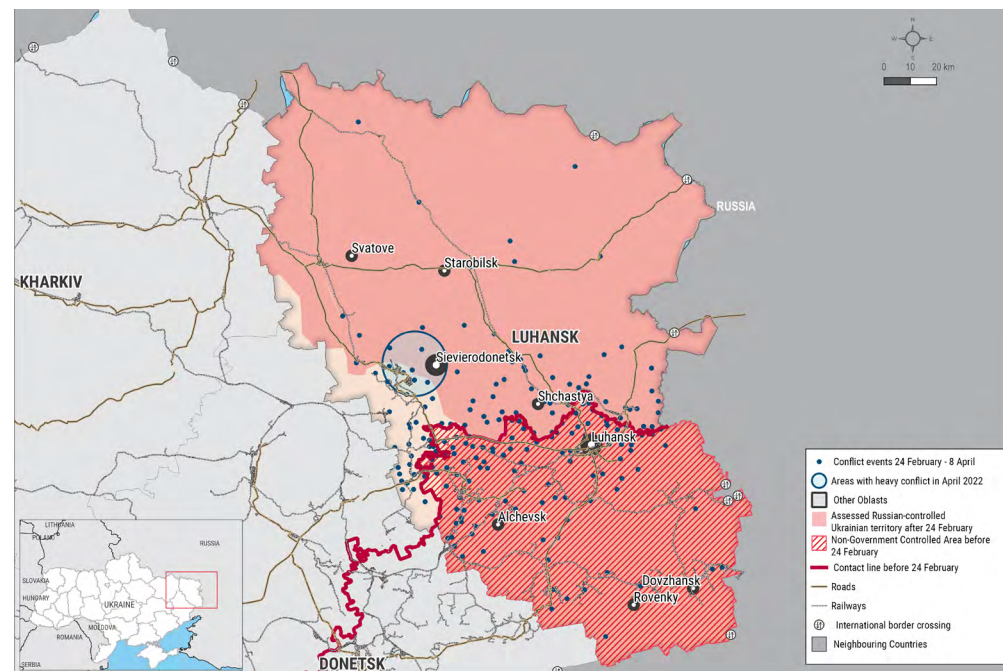 N
W
E
S
0 10 20 km
RUSSIA
Svatove
Starobilsk
KHARKIV
LUHANSK
Sievierodonetsk
Shchastya
Luhansk
Alchevsk
Dovzhansk
Rovenky
DONETSK
Conflict events 24 February - 8 April
Areas with heavy conflict in April 2022
Other Oblasts
Assessed Russian-controlled
Ukrainian territory after 24 February
Non-Government Controlled Area before
24 February
Contact line before 24 February
Roads
Railways
International border crossing
Neighbouring Countries
LITHUANIA
POLAND
RUSSIA
SLOVAKIA
HUNGARY
UKRAINE
MOLDOVA
ROMANIA
SERBIA